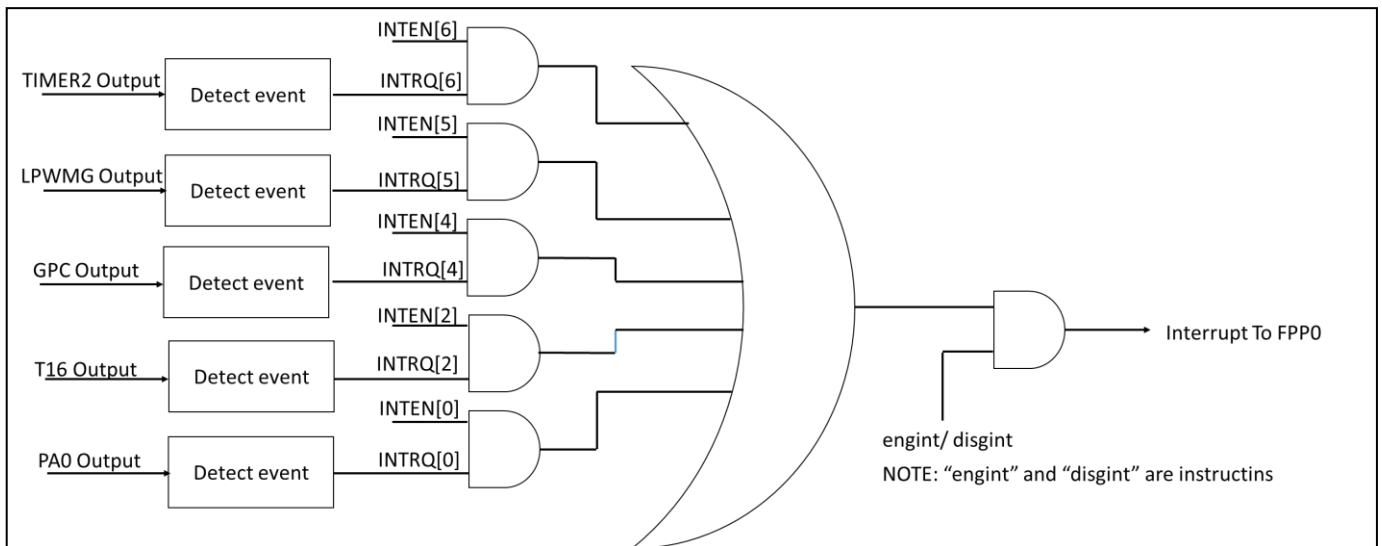 INTEN[6]
TIMER2 Output
Detect event
INTRQ[6]
INTEN[5]
LPWMG Output
Detect event
INTRQ[5]
INTEN[4]
GPC Output
Detect event
INTRQ[4]
INTEN[2]
T16 Output
Detect event
INTRQ[2]
INTEN[0]
PA0 Output
Detect event
INTRQ[0]
Interrupt To FPP0
engint/ disgint
NOTE: “engint” and “disgint” are instructins